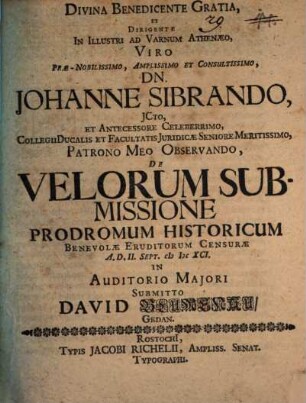 DIVINA BENEDICENTE GRATIA,
ET
DIRIGENTE
IN ILLUSTRI AD VARNUM ATHENÆO,
VIRO
PRÆ-NOBILISSIMO, AMPLISSIMO ET CONSULTISSIMO,
DN.
JOHANNE SIBRANDO,
JCTO,
ET ANTECESSORE CELEBERRIMO,
COLLEGII DUCALIS ET FACULTATIS JURIDICÆ SENIORE MERITISSIMO,
PATRONO MEO OBSERVANDO,
DE
VELORUM SUB-
MISSIONE
PRODROMUM HISTORICUM
BENEVOLÆ ERUDITORUM CENSURÆ
A. D. II. SEPT. cIɔ Iɔc XCI.
IN
AUDITORIO MAJORI
SUBMITTO
DAVID
GEDAN.
ROSTOCHI,
TYPIS JACOBI RICHELII, AMPLISS. SENAT.
TYPOGRAPHI.